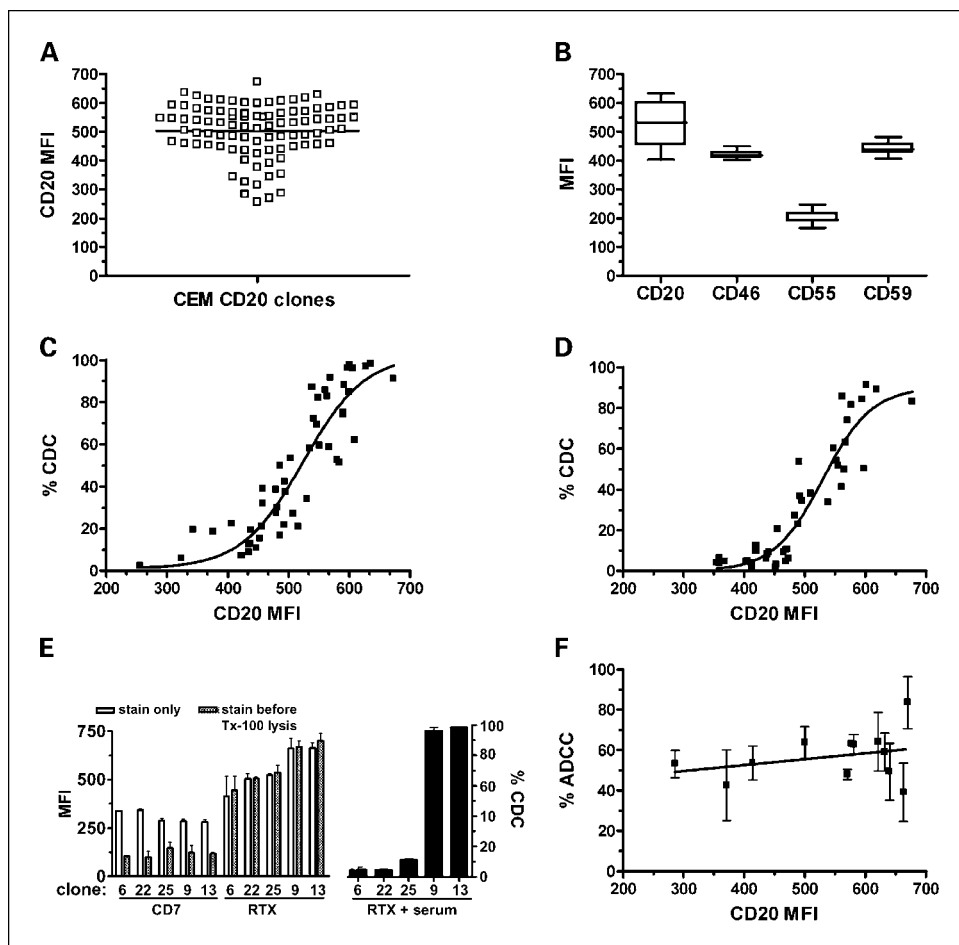 A
CD20 MFI
700
600
500
400
300
200
100
0
CEM CD20 clones
B
MFI
700
600
500
400
300
200
100
0
CD20 CD46 CD55 CD59
C
% CDC
100
80
60
40
20
0
200 300 400 500 600 700
CD20 MFI
D
% CDC
100
80
60
40
20
0
200 300 400 500 600 700
CD20 MFI
E
stain only
stain before
Tx-100 lysis
MFI
750
500
250
0
% CDC
100
80
60
40
10
20
0
clone: 6 22 25 9 13 6 22 25 9 13 6 22 25 9 13
CD7 RTX RTX + serum
F
% ADCC
100
80
60
40
20
0
200 300 400 500 600 700
CD20 MFI